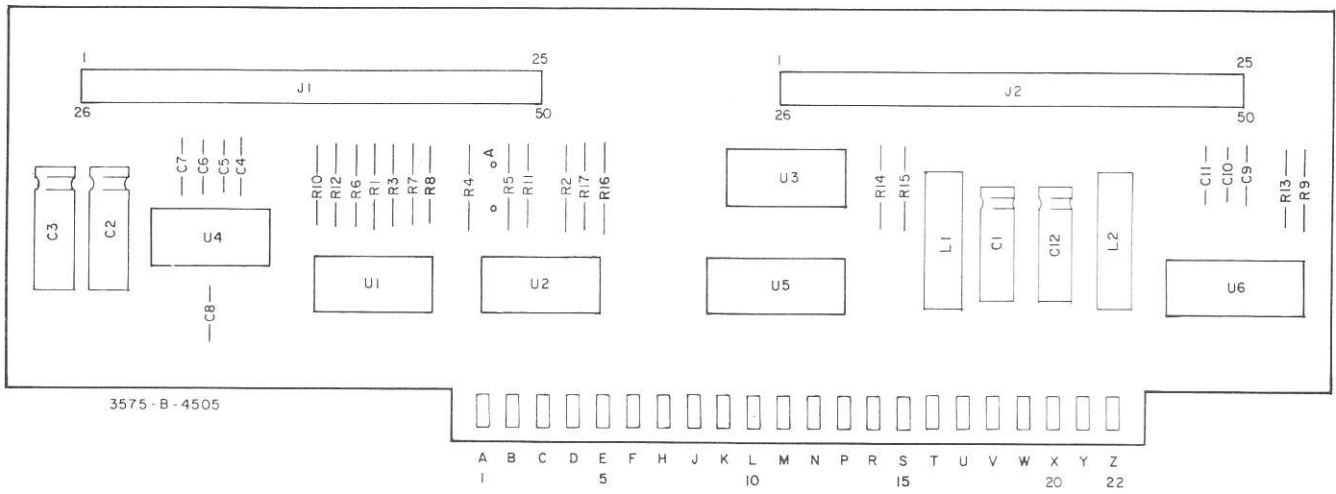 1 25 1 25
J1 J2
26 50 26 50
C7 C6 C5 C4 R10 R12 R6 R1 R3 R7 R8 R4 A R5 R11 R2 R17 R16 U3 R14 R15 C11 C10 C9 R13 R9
C3 C2 U4 L1 C1 C12 L2
U1 U2 U5 U6
C8
3575-B-4505
A B C D E F H J K L M N P R S T U V W X Y Z
1 5 10 15 20 22